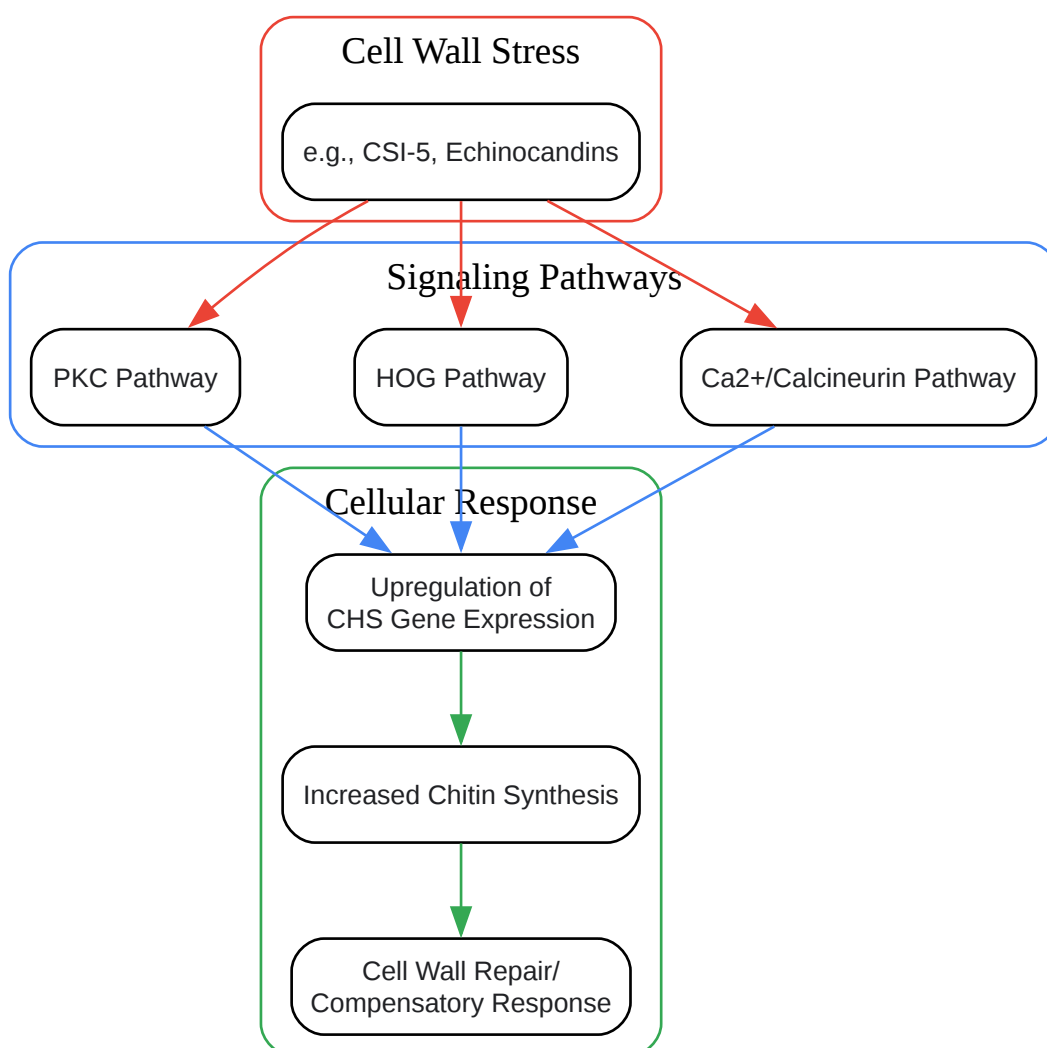 Cell Wall Stress
e.g., CSI-5, Echinocandins
Signaling Pathways
PKC Pathway
HOG Pathway
Ca2+/Calcineurin Pathway
Cellular Response
Upregulation of
CHS Gene Expression
Increased Chitin Synthesis
Cell Wall Repair/
Compensatory Response